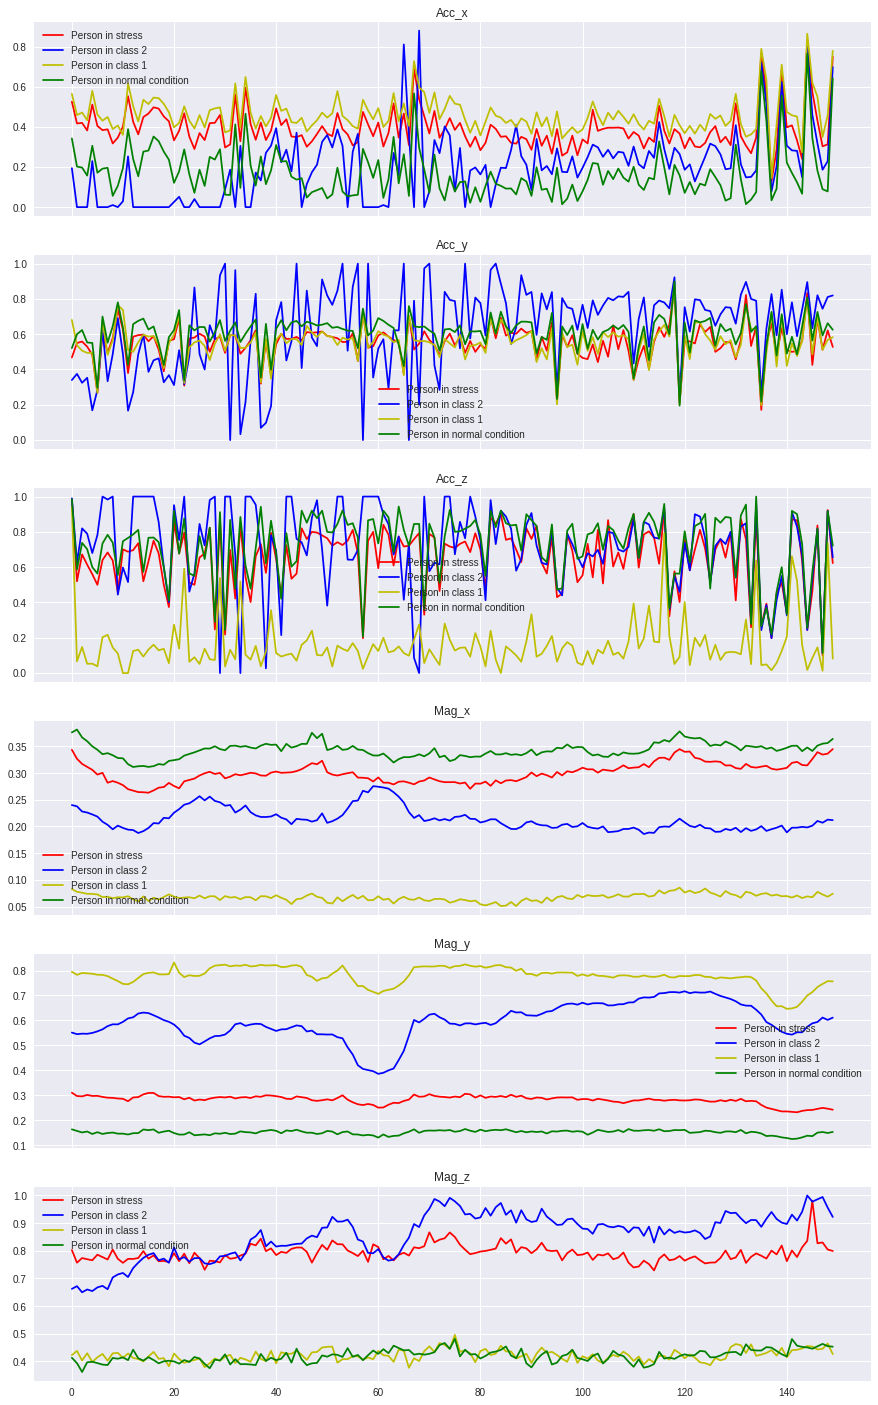 Acc_x
0.8
0.6
0.4
0.2
0.0
Person in stress
Person in class 2
Person in class 1
Person in normal condition
Acc_y
1.0
0.8
0.6
0.4
0.2
0.0
Person in stress
Person in class 2
Person in class 1
Person in normal condition
Acc_z
1.0
0.8
0.6
0.4
0.2
0.0
Person in stress
Person in class 2
Person in class 1
Person in normal condition
Mag_x
0.35
0.30
0.25
0.20
0.15
0.10
0.05
Person in stress
Person in class 2
Person in class 1
Person in normal condition
Mag_y
0.8
0.7
0.6
0.5
0.4
0.3
0.2
0.1
Person in stress
Person in class 2
Person in class 1
Person in normal condition
Mag_z
1.0
0.9
0.8
0.7
0.6
0.5
0.4
Person in stress
Person in class 2
Person in class 1
Person in normal condition
0 20 40 60 80 100 120 140